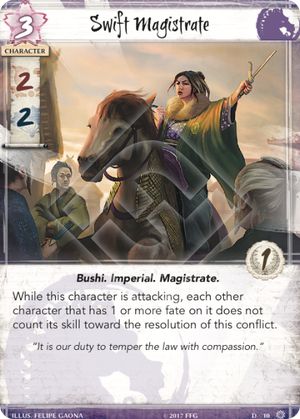 3
Swift Magistrate
CHARACTER
2
2
1
Bushi. Imperial. Magistrate.
While this character is attacking, each other
character that has 1 or more fate on it does not
count its skill toward the resolution of this conflict.
"It is our duty to temper the law with compassion."
ILLUS. FELIPE GAONA
© 2017 FFG
D 10